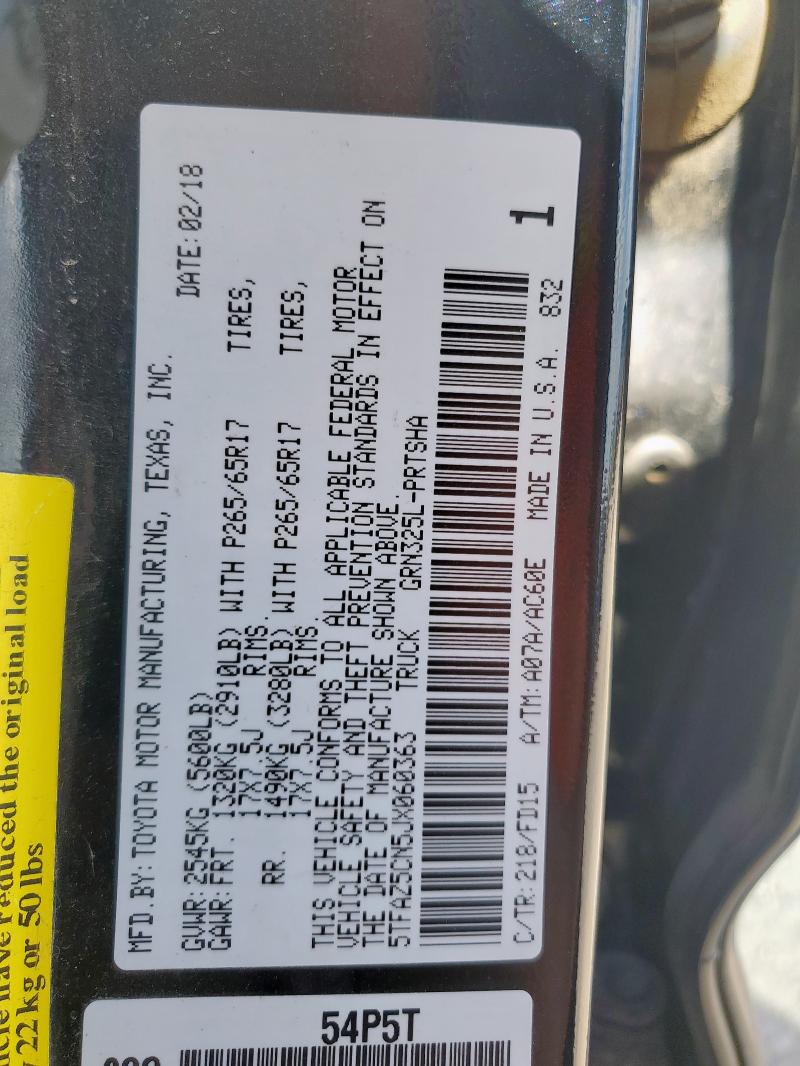 MFD.BY: TOYOTA MOTOR MANUFACTURING, TEXAS, INC.
DATE: 02/18
GVWR: 2545KG (5600LB)
GAWR: FRT. 1320KG (2910LB) WITH P265/65R17 TIRES,
17X7.5J RIMS.
RR. 1490KG (3280LB) WITH P265/65R17 TIRES,
17X7.5J RIMS.
THIS VEHICLE CONFORMS TO ALL APPLICABLE FEDERAL MOTOR
VEHICLE SAFETY AND THEFT PREVENTION STANDARDS IN EFFECT ON
THE DATE OF MANUFACTURE SHOWN ABOVE.
5TFAZ5CN5JX060363 TRUCK GRN325L-PRTSHA
C/TR: 218/FD15 A/TM: A07A/AC60E MADE IN U.S.A. 832
1
have reduced the original load
22 kg or 50 lbs
54P5T